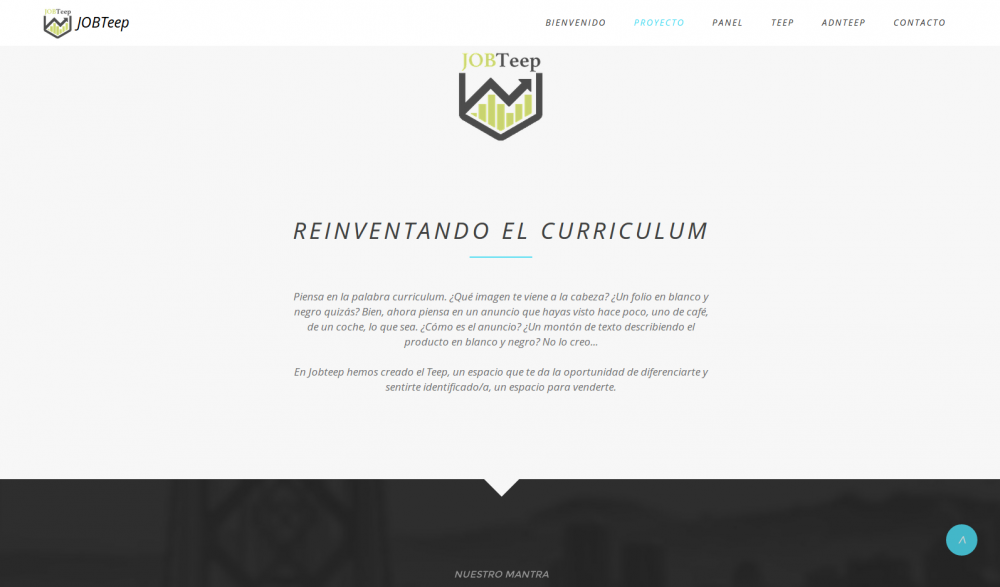 JOBTeep
JOBTeep
BIENVENIDO
PROYECTO
PANEL
TEEP
ADNTEEP
CONTACTO
JOBTeep
REINVENTANDO EL CURRICULUM
Piensa en la palabra curriculum. ¿Qué imagen te viene a la cabeza? ¿Un folio en blanco y
negro quizás? Bien, ahora piensa en un anuncio que hayas visto hace poco, uno de café,
de un coche, lo que sea. ¿Cómo es el anuncio? ¿Un montón de texto describiendo el
producto en blanco y negro? No lo creo...
En Jobteep hemos creado el Teep, un espacio que te da la oportunidad de diferenciarte y
sentirte identificado/a, un espacio para venderte.
NUESTRO MANTRA